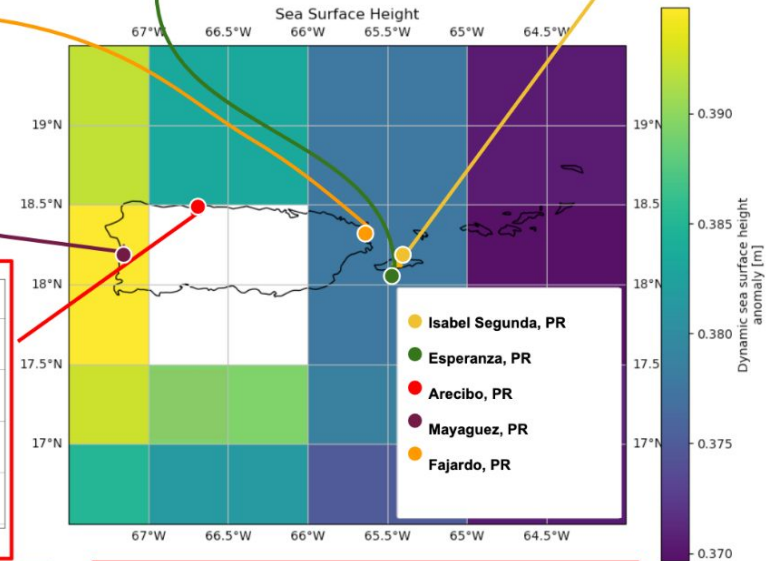 Sea Surface Height
67°W 66.5°W 66°W 65.5°W 65°W 64.5°W
19°N 19°N
18.5°N 18.5°N
18°N 18°N
17.5°N 17.5°N
17°N 17°N
67°W 66.5°W 66°W 65.5°W 65°W 64.5°W
Isabel Segunda, PR
Esperanza, PR
Arecibo, PR
Mayaguez, PR
Fajardo, PR
0.390
0.385
0.380
0.375
0.370
Dynamic sea surface height
anomaly [m]